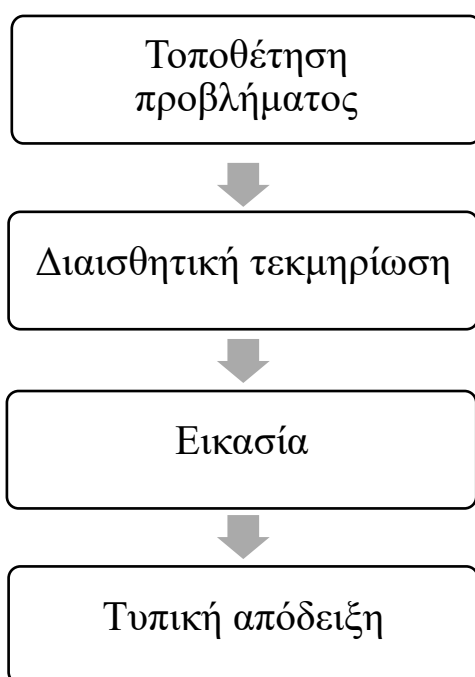 Τοποθέτηση
προβλήματος
Διαισθητική τεκμηρίωση
Εικασία
Τυπική απόδειξη